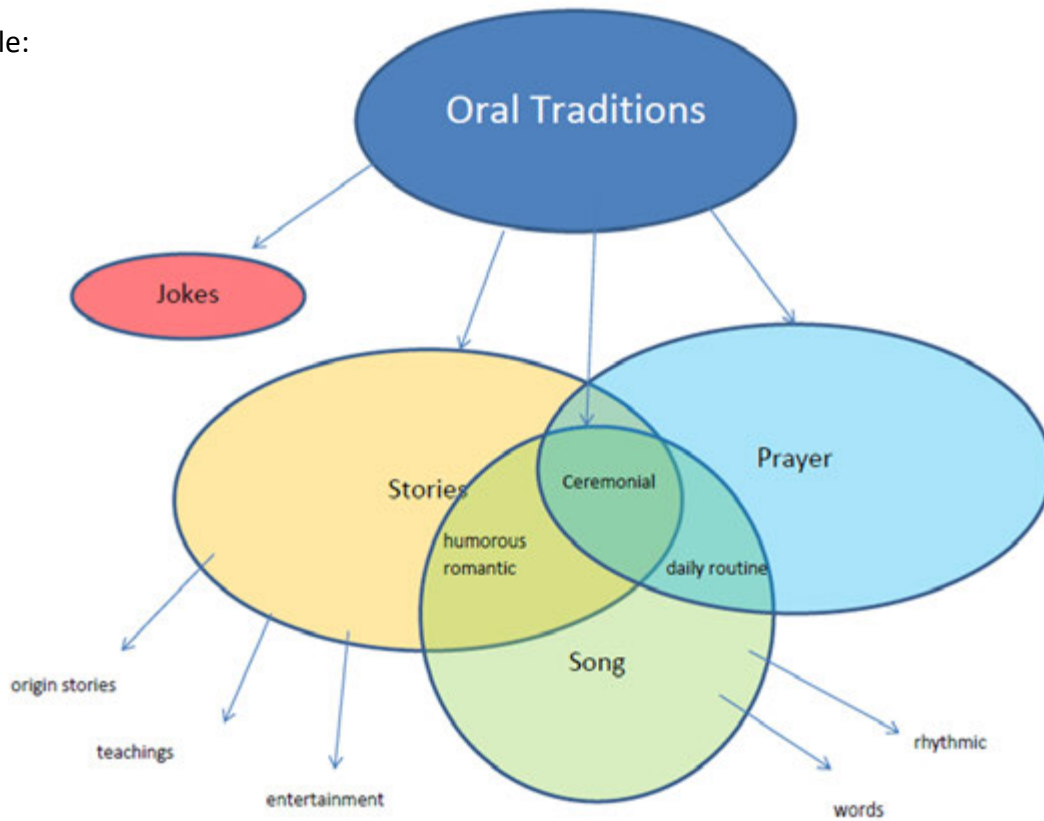 le:
Oral Traditions
Jokes
Prayer
Ceremonial
Stories
humorous
romantic
daily routine
Song
origin stories
teachings
entertainment
rhythmic
words